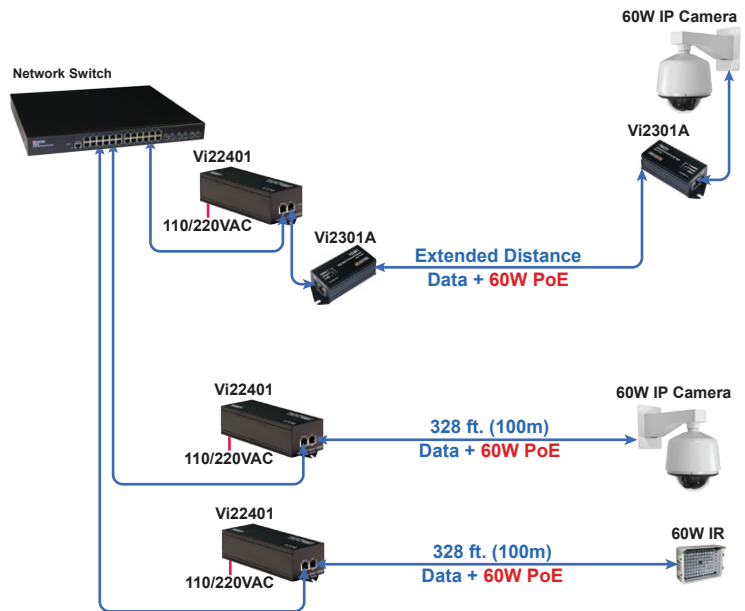 60W IP Camera
Network Switch
Vi2301A
Vi22401
110/220VAC
Vi2301A
Extended Distance
Data + 60W PoE
Vi22401
60W IP Camera
328 ft. (100m)
110/220VAC
Data + 60W PoE
Vi22401
60W IR
328 ft. (100m)
110/220VAC
Data + 60W PoE